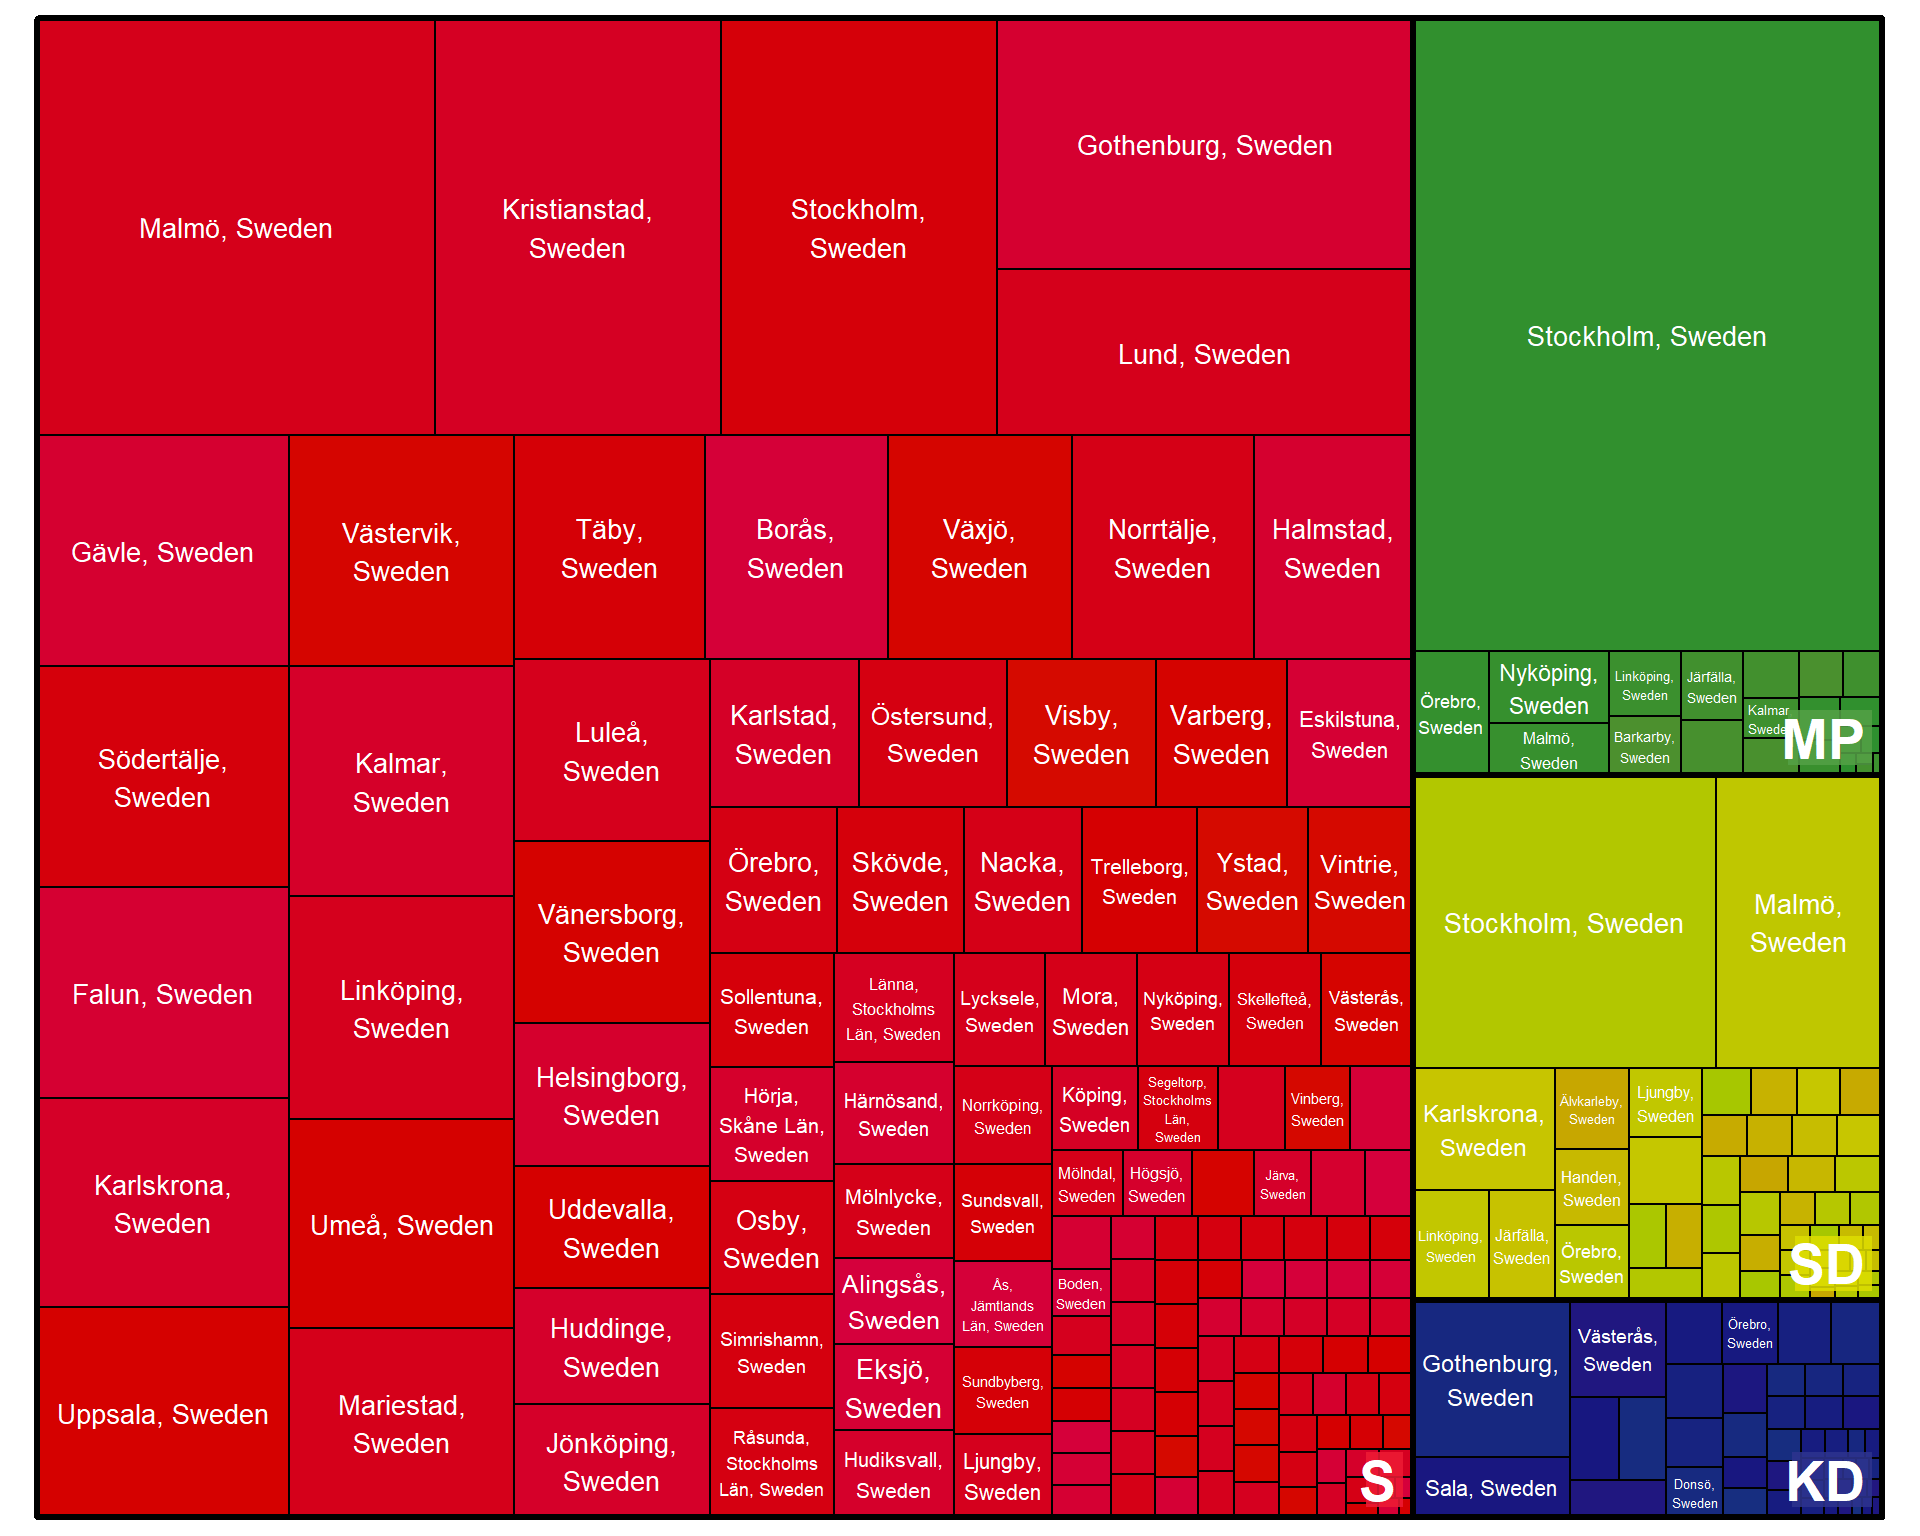 Malmö, Sweden
Kristianstad,
Sweden
Stockholm,
Sweden
Gothenburg, Sweden
Lund, Sweden
Gävle, Sweden
Västervik,
Sweden
Täby,
Sweden
Borås,
Sweden
Växjö,
Sweden
Norrtälje,
Sweden
Halmstad,
Sweden
Södertälje,
Sweden
Kalmar,
Sweden
Luleå,
Sweden
Karlstad,
Sweden
Östersund,
Sweden
Visby,
Sweden
Varberg,
Sweden
Eskilstuna,
Sweden
Örebro,
Sweden
Skövde,
Sweden
Nacka,
Sweden
Trelleborg,
Sweden
Ystad,
Sweden
Vintrie,
Sweden
Falun, Sweden
Linköping,
Sweden
Vänersborg,
Sweden
Sollentuna,
Sweden
Länna,
Stockholms
Län, Sweden
Lycksele,
Sweden
Mora,
Sweden
Nyköping,
Sweden
Skellefteå,
Sweden
Västerås,
Sweden
Helsingborg,
Sweden
Hörja,
Skåne Län,
Sweden
Härnösand,
Sweden
Norrköping,
Sweden
Köping,
Sweden
Segeltorp,
Stockholms
Län,
Sweden
Vinberg,
Sweden
Karlskrona,
Sweden
Umeå, Sweden
Uddevalla,
Sweden
Osby,
Sweden
Mölnlycke,
Sweden
Sundsvall,
Sweden
Mölndal,
Sweden
Högsjö,
Sweden
Järva,
Sweden
Alingsås,
Sweden
Ås,
Jämtlands
Län, Sweden
Boden,
Sweden
Uppsala, Sweden
Mariestad,
Sweden
Huddinge,
Sweden
Simrishamn,
Sweden
Eksjö,
Sweden
Sundbyberg,
Sweden
Jönköping,
Sweden
Råsunda,
Stockholms
Län, Sweden
Hudiksvall,
Sweden
Ljungby,
Sweden
S
Stockholm, Sweden
Örebro,
Sweden
Nyköping,
Sweden
Malmö,
Sweden
Linköping,
Sweden
Barkarby,
Sweden
Järfälla,
Sweden
Kalmar,
MP
Stockholm, Sweden
Malmö,
Sweden
Karlskrona,
Sweden
Linköping,
Sweden
Järfälla,
Sweden
Älvkarleby,
Sweden
Handen,
Sweden
Örebro,
Sweden
Ljungby,
Sweden
SD
Gothenburg,
Sweden
Sala, Sweden
Västerås,
Sweden
Örebro,
Sweden
Donsö,
Sweden
KD